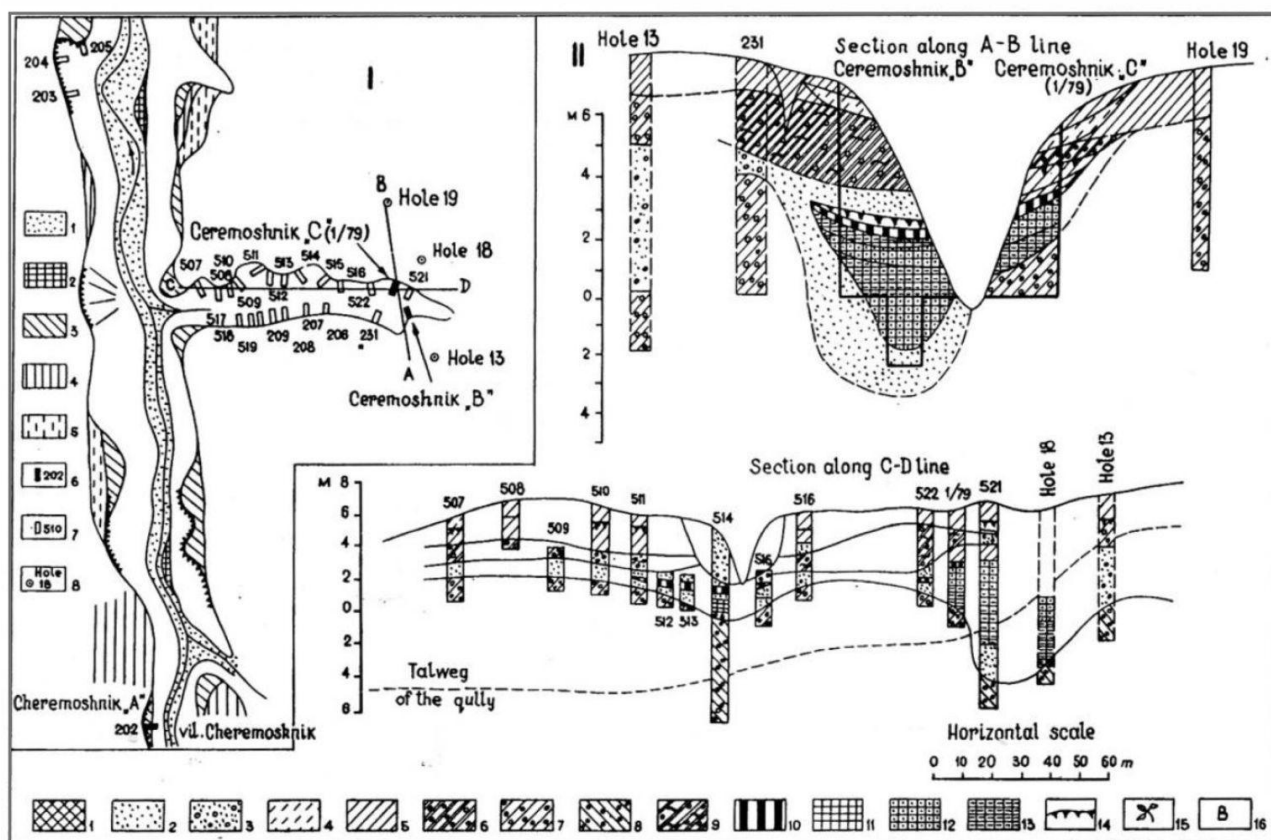 I
205
204
203
B
Hole 19
Ceremoshnik „C" (1/79)
Hole 18
507
510
508
511
513
514
515
516
521
C
D
509
512
522
517
518
519
209
208
207
206
231
Hole 13
A
Ceremoshnik „B"
1
2
3
4
5
202 6
510 7
Hole 18 8
Cheremoshnik „A"
202
vil. Cheremoshnik
II
Hole 13
231
Section along A-B line
Ceremoshnik „B" Ceremoshnik „C"
(1/79)
Hole 19
м 6
4
2
0
2
4
Section along C-D line
м 8
6
4
2
0
2
4
6
507
508
509
510
511
512
513
514
516
516
522
1/79
521
Hole 18
Hole 13
Talweg
of the gully
Horizontal scale
0 10 20 30 40 50 60 m
1 2 3 4 5 6 7 8 9 10 11 12 13 14 15 B 16